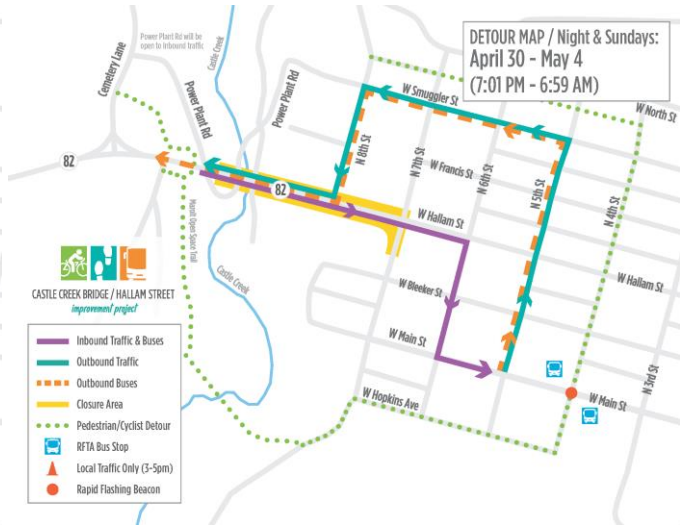 DETOUR MAP / Night & Sundays:
April 30 - May 4
(7:01 PM - 6:59 AM)
Power Plant Rd will be
open to Inbound traffic
Castle Creek
Cemetery Lane
Power Plant Rd
Power Plant Rd
W Smuggler St
W North St
N 8th St
N 7th St
W Francis St
N 6th St
N 5th St
N 4th St
82
82
W Hallam St
W Hallam St
Marolt Open Space Trail
Castle Creek
W Bleeker St
W Main St
W Main St
N 3rd St
W Hopkins Ave
CASTLE CREEK BRIDGE / HALLAM STREET
improvement project
Inbound Traffic & Buses
Outbound Traffic
Outbound Buses
Closure Area
Pedestrian/Cyclist Detour
RFTA Bus Stop
Local Traffic Only (3-5pm)
Rapid Flashing Beacon